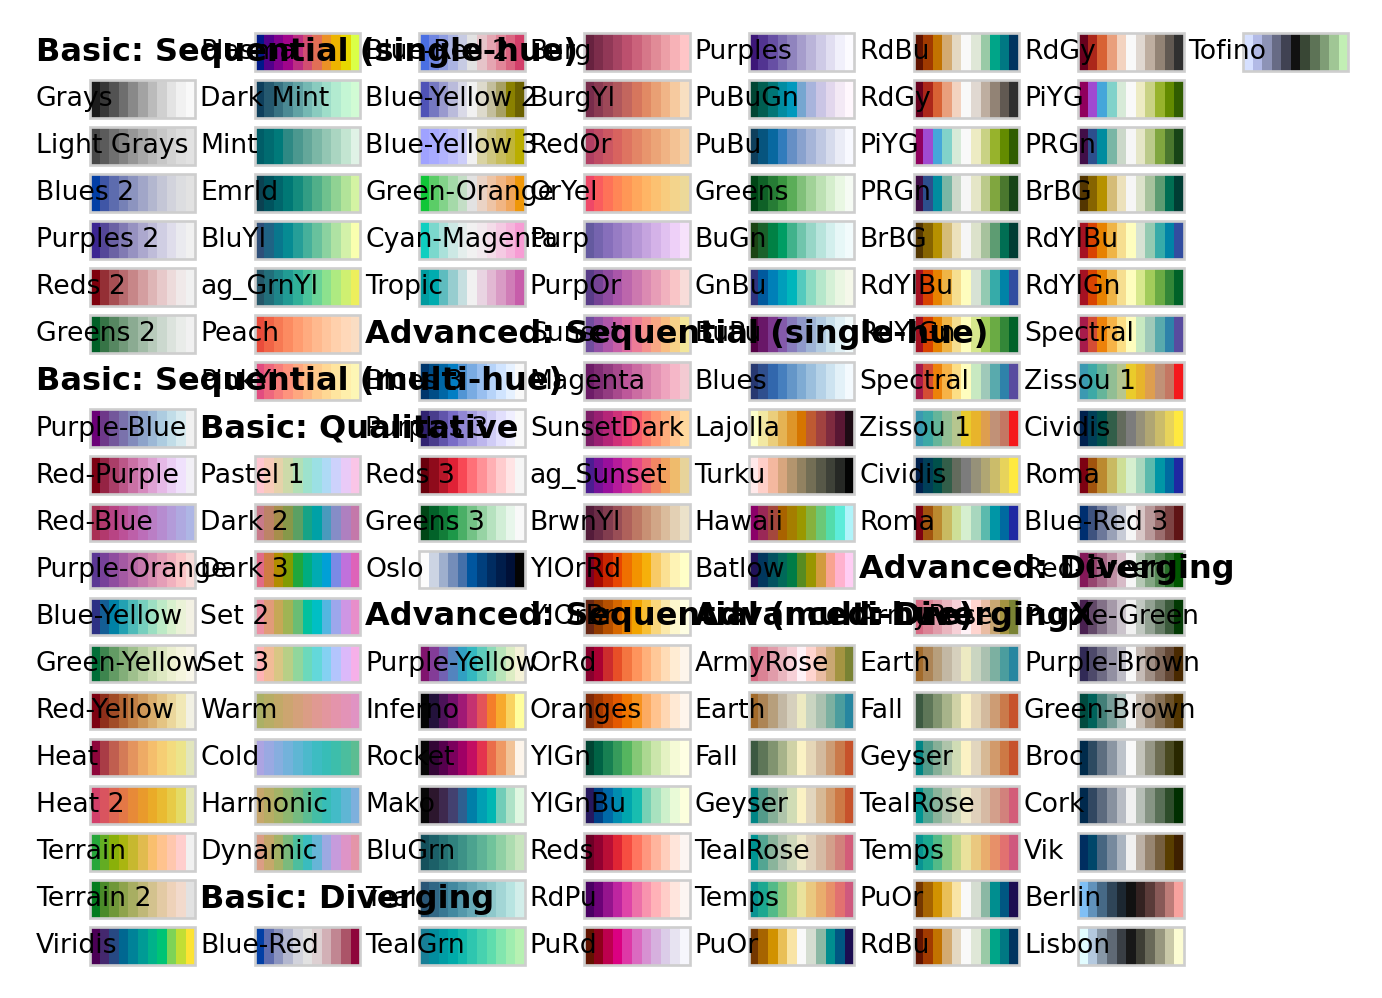 Basic: Sequential (single-hue)
Grays
Light Grays
Blues 2
Purples 2
Reds 2
Greens 2
Basic: Sequential (multi-hue)
Purple-Blue
Red-Purple
Red-Blue
Purple-Orange
Blue-Yellow
Green-Yellow
Red-Yellow
Heat
Heat 2
Terrain
Terrain 2
Viridis
Plasma
Dark Mint
Mint
Emrld
BluYl
ag_GrnYl
Peach
PinkYl
Basic: Qualitative
Pastel 1
Dark 2
Dark 3
Set 2
Set 3
Warm
Cold
Harmonic
Dynamic
Basic: Diverging
Blue-Red
Blue-Red 2
Blue-Yellow 2
Blue-Yellow 3
Green-Orange
Cyan-Magenta
Tropic
Advanced: Sequential (single-hue)
Blues 3
Purples 3
Reds 3
Greens 3
Oslo
Advanced: Sequential (multi-hue)
Purple-Yellow
Inferno
Rocket
Mako
BluGrn
Teal
TealGrn
Burg
BurgYl
RedOr
OrYel
Purp
PurpOr
Sunset
Magenta
SunsetDark
ag_Sunset
BrwnYl
YlOrRd
YlOrBr
OrRd
Oranges
YlGn
YlGnBu
Reds
RdPu
PuRd
Purples
PuBuGn
PuBu
Greens
BuGn
GnBu
BuPu
Blues
Lajolla
Turku
Hawaii
Batlow
Advanced: DivergingX
ArmyRose
Earth
Fall
Geyser
TealRose
Temps
PuOr
RdBu
RdGy
PiYG
PRGn
BrBG
RdYlBu
RdYlGn
Spectral
Zissou 1
Cividis
Roma
Advanced: Diverging
ArmyRose
Earth
Fall
Geyser
TealRose
Temps
PuOr
RdBu
RdGy
PiYG
PRGn
BrBG
RdYlBu
RdYlGn
Spectral
Zissou 1
Cividis
Roma
Blue-Red 3
Red-Green
Purple-Green
Purple-Brown
Green-Brown
Broc
Cork
Vik
Berlin
Lisbon
Tofino